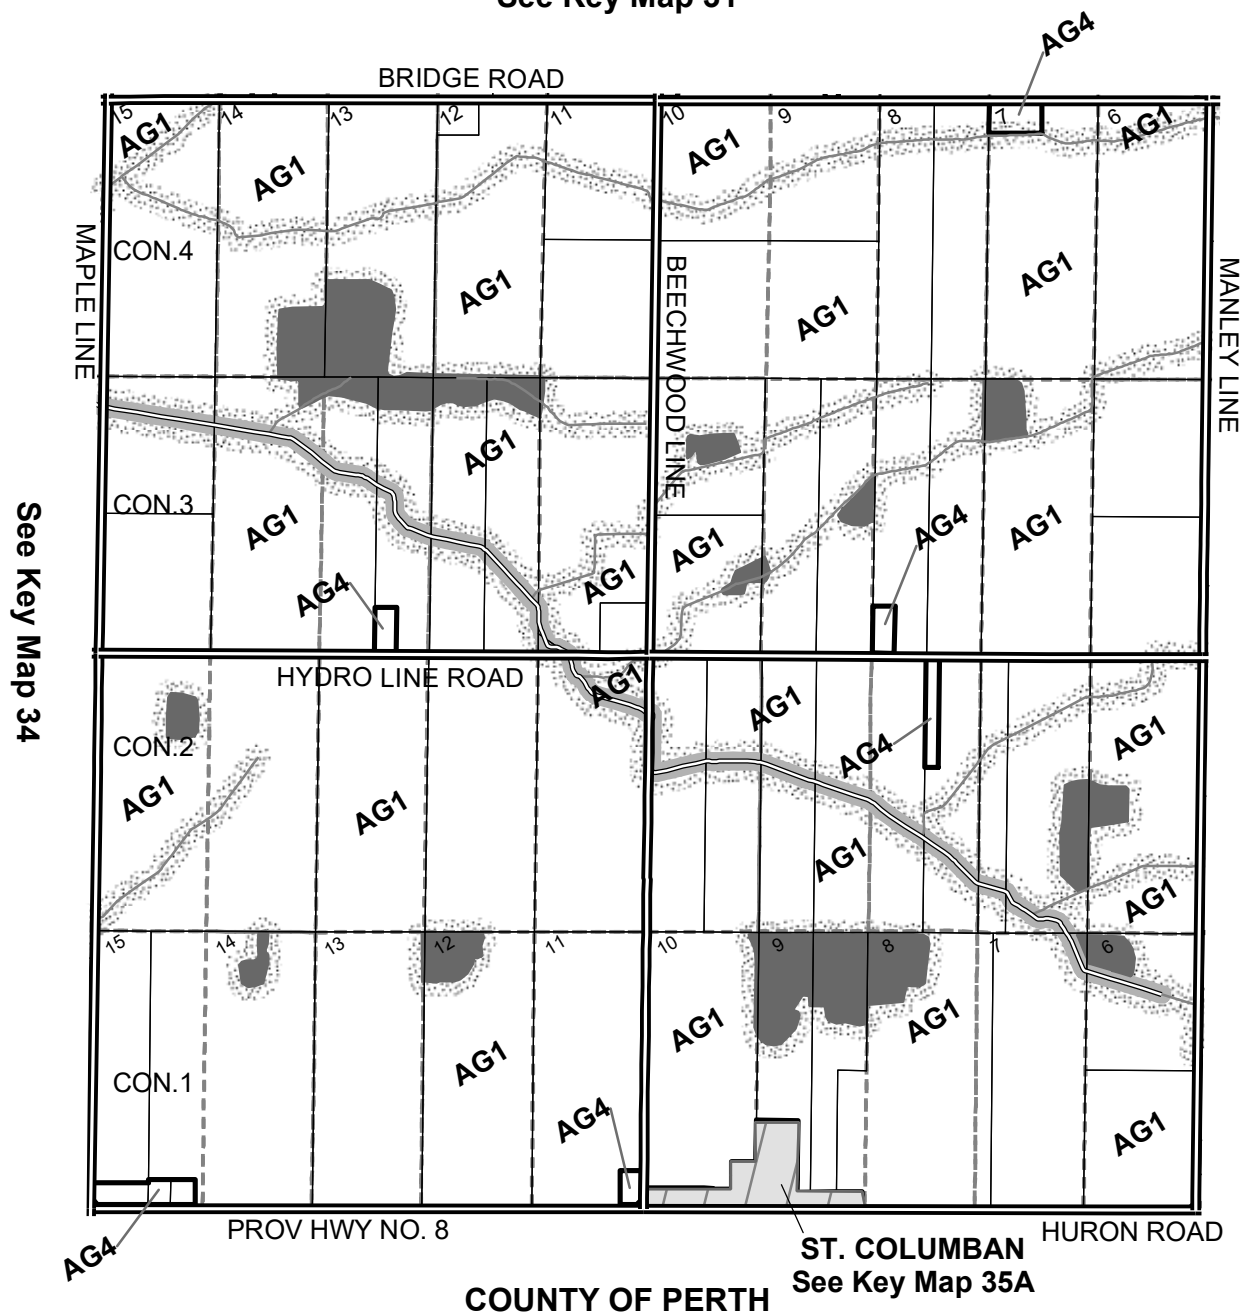 See Key Map 31
AG4
BRIDGE ROAD
15
14
13
12
11
10
9
8
7
6
AG1
AG1
AG1
AG1
MAPLE LINE
CON.4
AG1
BEECHWOOD LINE
AG1
AG1
MANLEY LINE
See Key Map 34
CON.3
AG1
AG1
AG4
AG1
AG1
AG4
AG1
HYDRO LINE ROAD
AG1
AG1
AG4
AG1
CON.2
AG1
AG1
AG1
AG1
15
14
13
12
11
10
9
8
7
6
CON.1
AG1
AG1
AG1
AG4
AG1
AG4
PROV HWY NO. 8
HURON ROAD
ST. COLUMBAN
See Key Map 35A
COUNTY OF PERTH